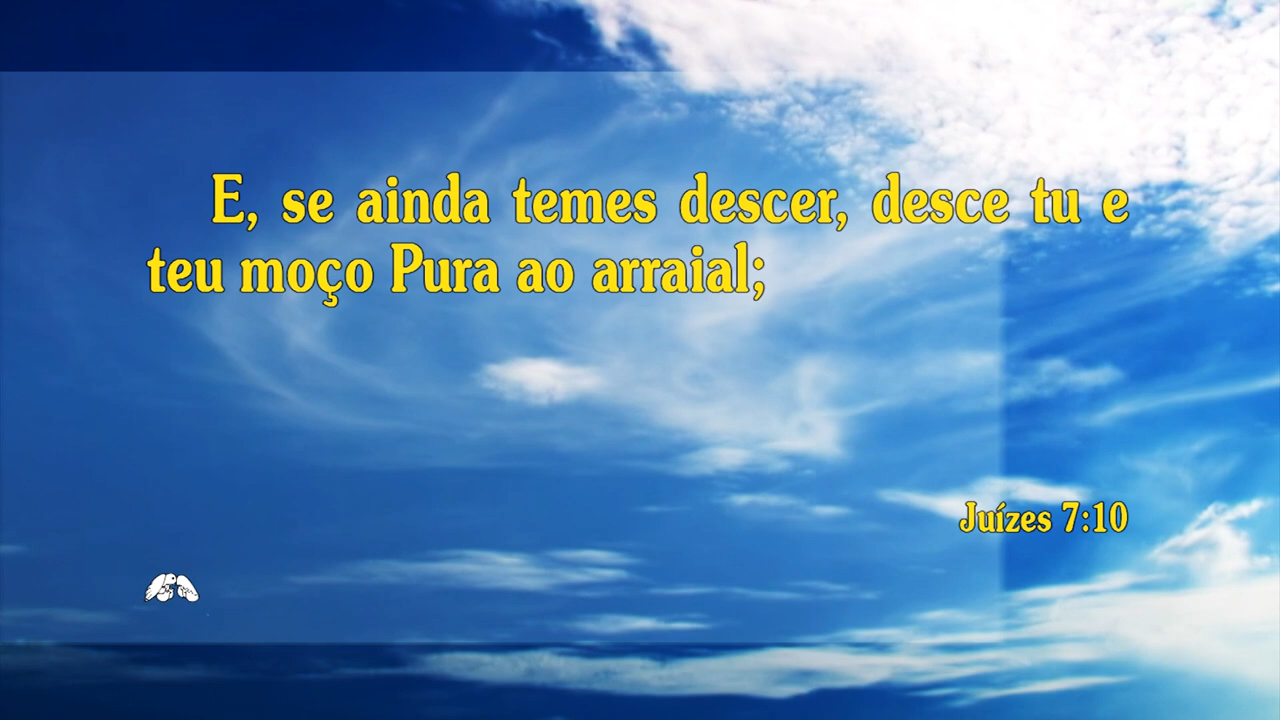 E, se ainda temes descer, desce tu e
teu moço Pura ao arraial;
Juízes 7:10